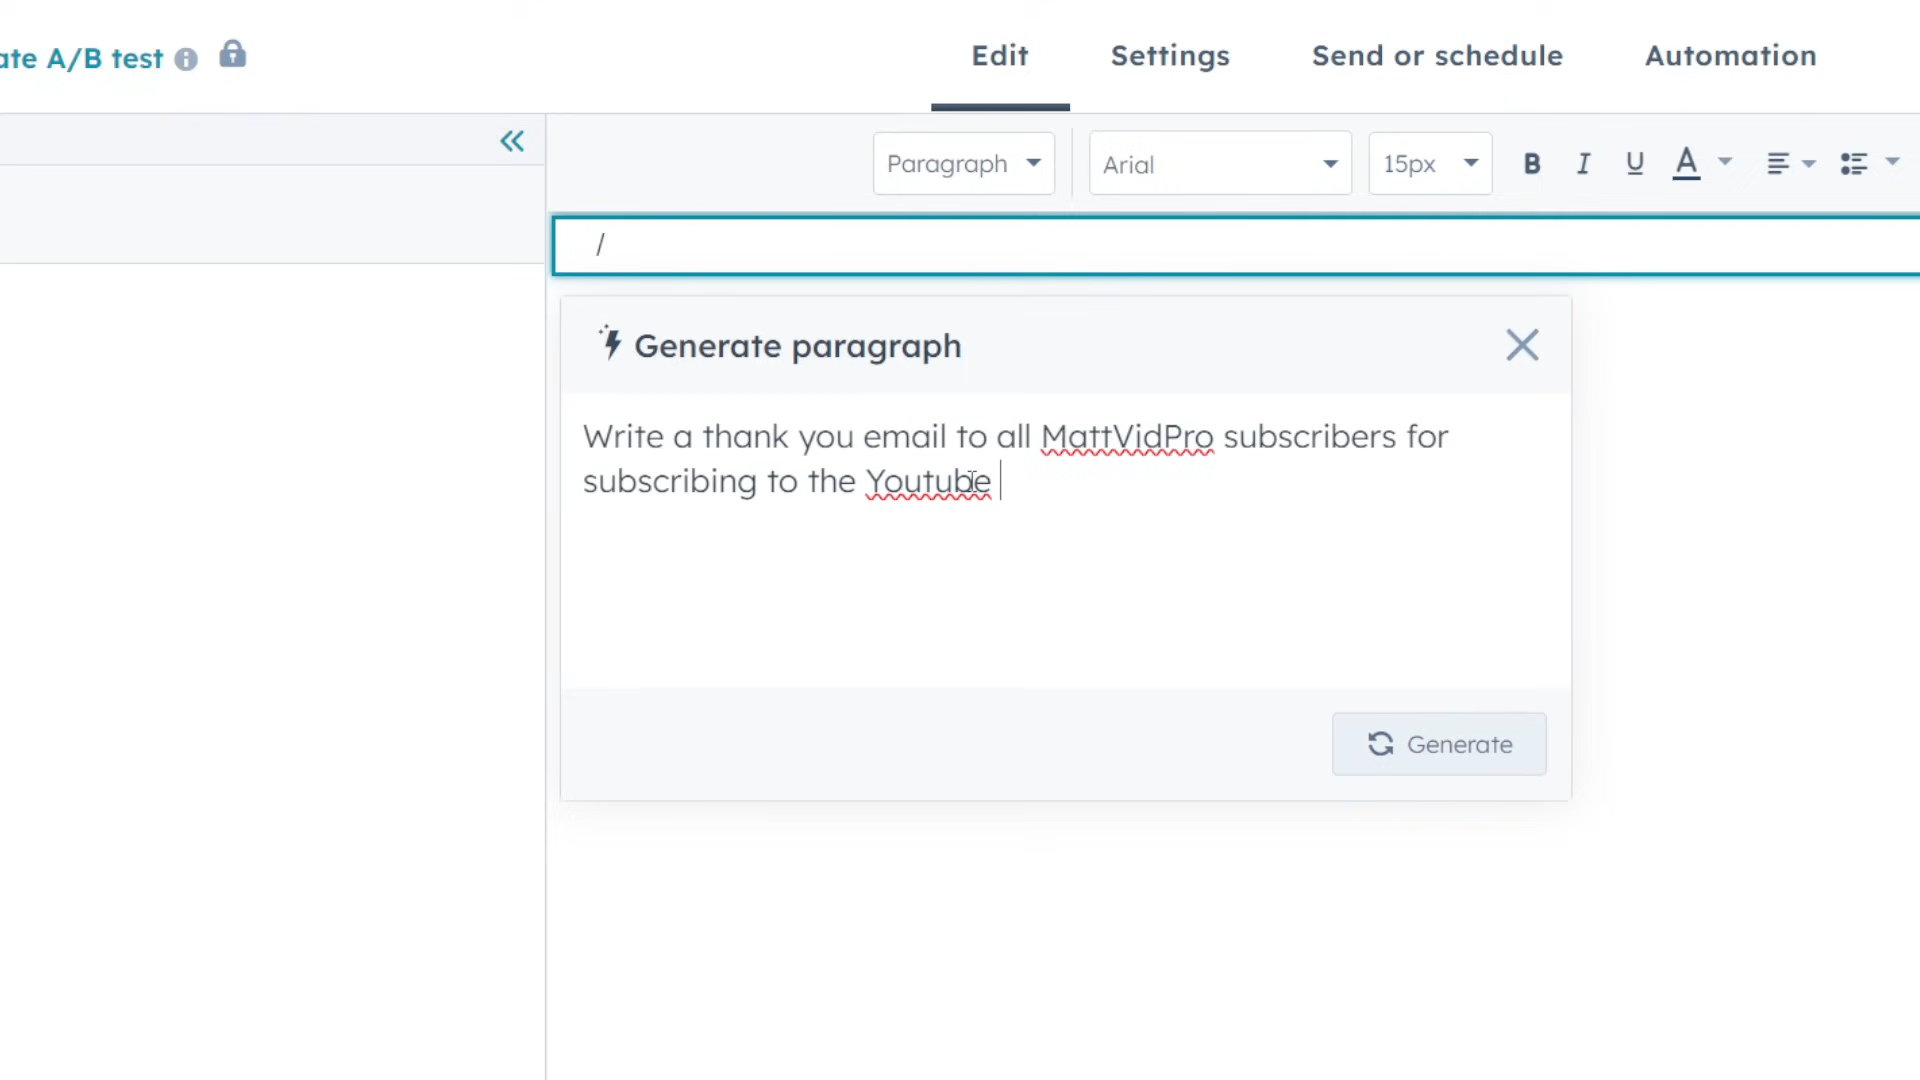 ate A/B test
Edit Settings Send or schedule Automation
Paragraph Arial 15px B I U A
/
Generate paragraph
Write a thank you email to all MattVidPro subscribers for
subscribing to the Youtube
Generate